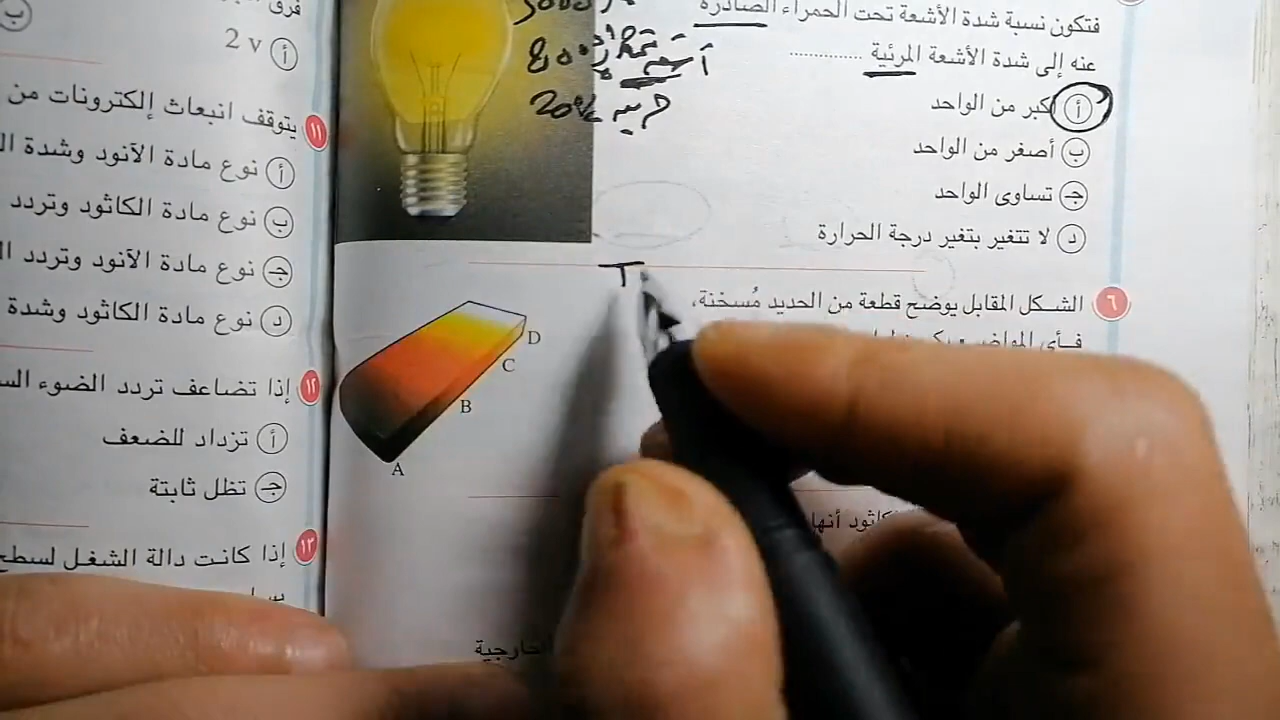 فتكون نسبة شدة الأشعة تحت الحمراء الصادرة
عنه إلى شدة الأشعة المرئية ..............
أ كبر من الواحد
ب أصغر من الواحد
ج تساوى الواحد
د لا تتغير بتغير درجة الحرارة
80%
20%
٦ الشكل المقابل يوضح قطعة من الحديد مُسخنة،
D
C
B
A
T
الخارجية
فرق
ب
أ 2 v
١١ يتوقف انبعاث إلكترونات من
أ نوع مادة الآنود وشدة
ب نوع مادة الكاثود وتردد
ج نوع مادة الآنود وتردد
د نوع مادة الكاثود وشدة
١٢ إذا تضاعف تردد الضوء
أ تزداد للضعف
ج تظل ثابتة
١٣ إذا كانت دالة الشغل لسطح